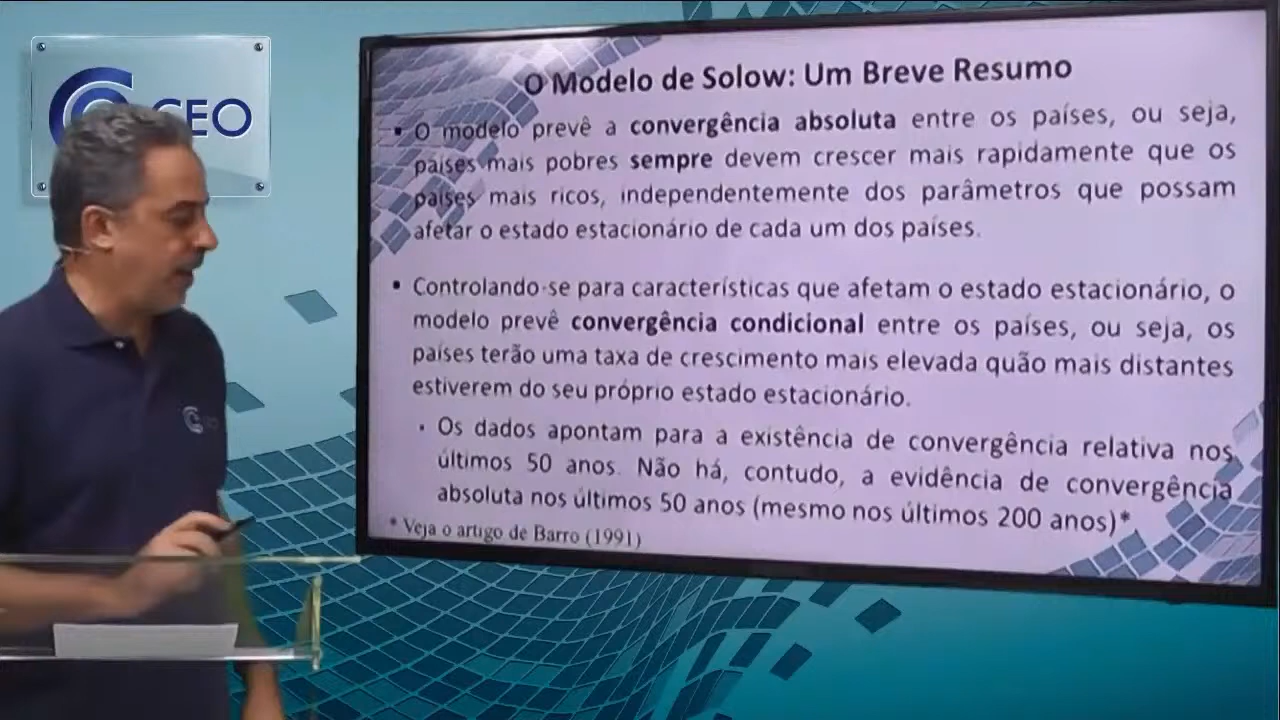 CEO
O Modelo de Solow: Um Breve Resumo
▪ O modelo prevê a convergência absoluta entre os países, ou seja,
países mais pobres sempre devem crescer mais rapidamente que os
países mais ricos, independentemente dos parâmetros que possam
afetar o estado estacionário de cada um dos países.
▪ Controlando-se para características que afetam o estado estacionário, o
modelo prevê convergência condicional entre os países, ou seja, os
países terão uma taxa de crescimento mais elevada quão mais distantes
estiverem do seu próprio estado estacionário.
▪ Os dados apontam para a existência de convergência relativa nos
últimos 50 anos. Não há, contudo, a evidência de convergência
absoluta nos últimos 50 anos (mesmo nos últimos 200 anos)*
* Veja o artigo de Barro (1991)